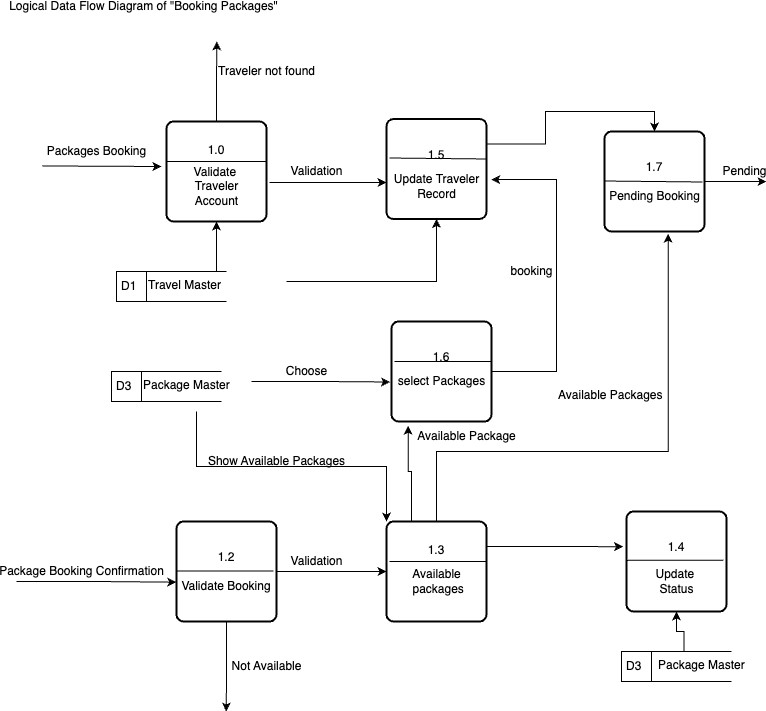 Logical Data Flow Diagram of "Booking Packages"
Traveler not found
Packages Booking
1.0
Validate
Traveler
Account
Validation
1.5
Update Traveler
Record
1.7
Pending Booking
Pending
D1
Travel Master
booking
D3
Package Master
Choose
1.6
select Packages
Available Packages
Available Package
Show Available Packages
Package Booking Confirmation
1.2
Validate Booking
Validation
1.3
Available
packages
1.4
Update
Status
Not Available
D3
Package Master